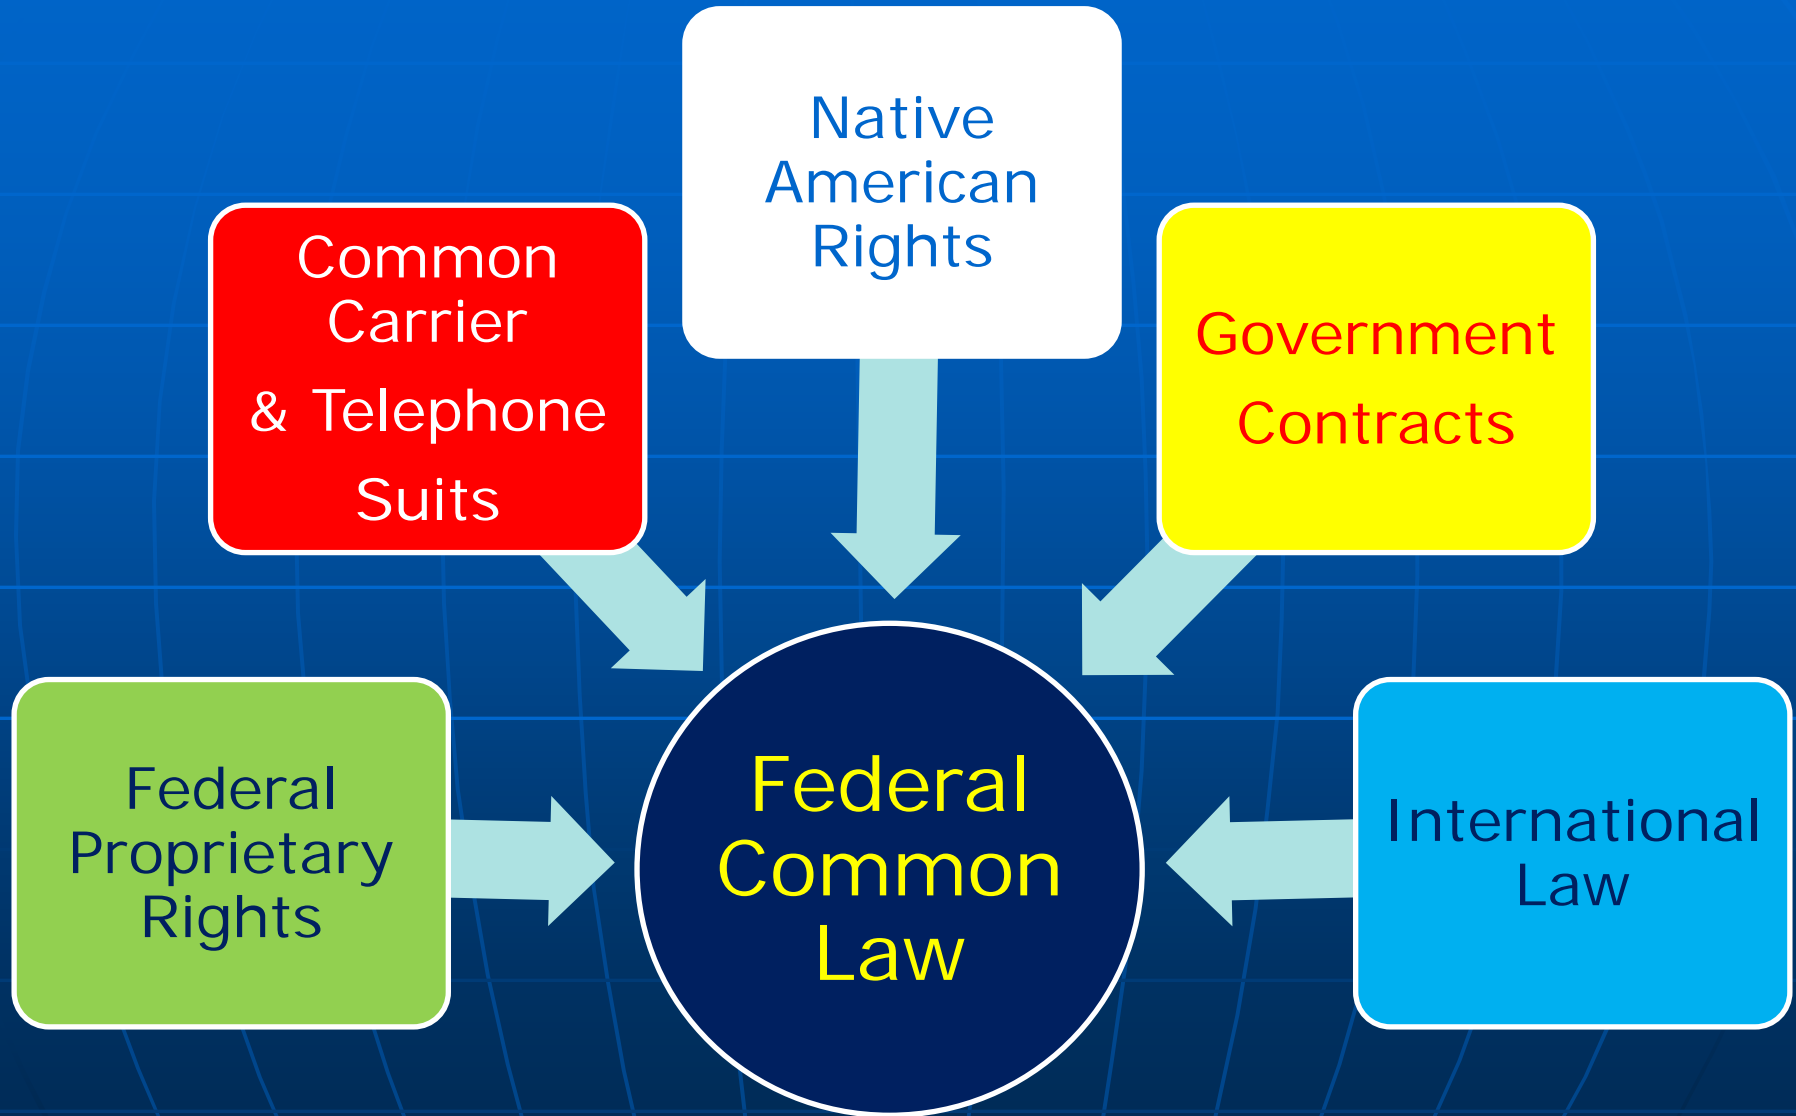 Native
American
Rights
Common
Carrier
& Telephone
Suits
Government
Contracts
Federal
Proprietary
Rights
Federal
Common
Law
International
Law